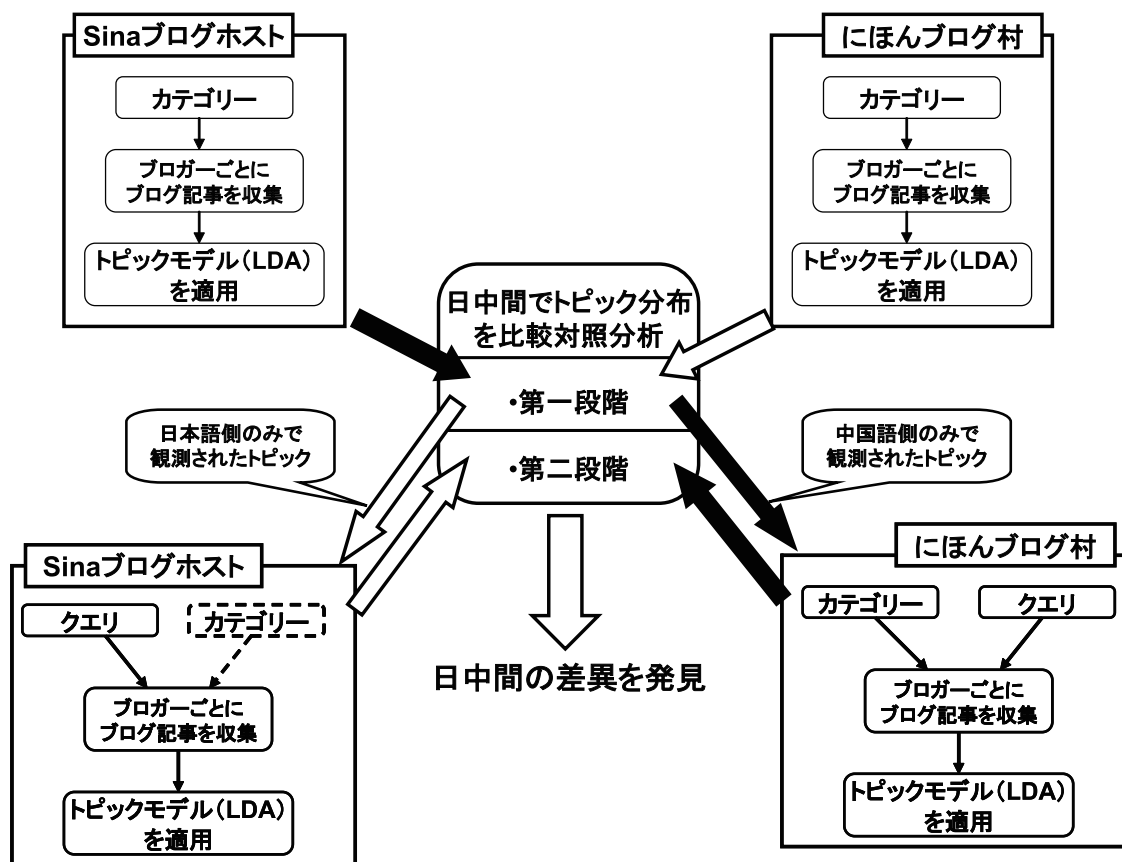 Sinaブログホスト
カテゴリー
ブロガーごとに
ブログ記事を収集
トピックモデル(LDA)
を適用
にほんブログ村
カテゴリー
ブロガーごとに
ブログ記事を収集
トピックモデル(LDA)
を適用
日中間でトピック分布
を比較対照分析
・第一段階
・第二段階
日本語側のみで
観測されたトピック
中国語側のみで
観測されたトピック
Sinaブログホスト
クエリ
カテゴリー
ブロガーごとに
ブログ記事を収集
トピックモデル(LDA)
を適用
日中間の差異を発見
にほんブログ村
カテゴリー
クエリ
ブロガーごとに
ブログ記事を収集
トピックモデル(LDA)
を適用